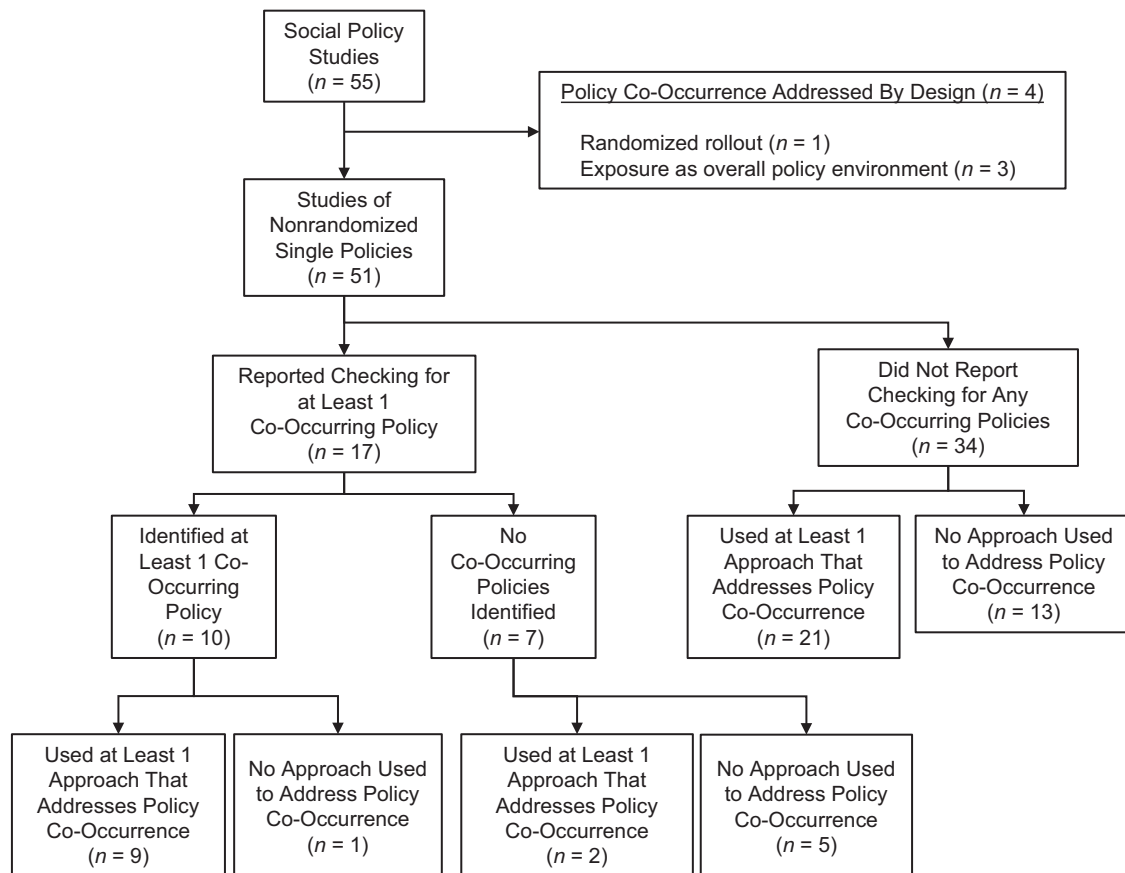 Social Policy
Studies
(n = 55)
Policy Co-Occurrence Addressed By Design (n = 4)
Randomized rollout (n = 1)
Exposure as overall policy environment (n = 3)
Studies of
Nonrandomized
Single Policies
(n = 51)
Reported Checking for
at Least 1
Co-Occurring Policy
(n = 17)
Did Not Report
Checking for Any
Co-Occurring Policies
(n = 34)
Identified at
Least 1 Co-
Occurring
Policy
(n = 10)
No
Co-Occurring
Policies
Identified
(n = 7)
Used at Least 1
Approach That
Addresses Policy
Co-Occurrence
(n = 21)
No Approach Used
to Address Policy
Co-Occurrence
(n = 13)
Used at Least 1
Approach That
Addresses Policy
Co-Occurrence
(n = 9)
No Approach Used
to Address Policy
Co-Occurrence
(n = 1)
Used at Least 1
Approach That
Addresses Policy
Co-Occurrence
(n = 2)
No Approach Used
to Address Policy
Co-Occurrence
(n = 5)